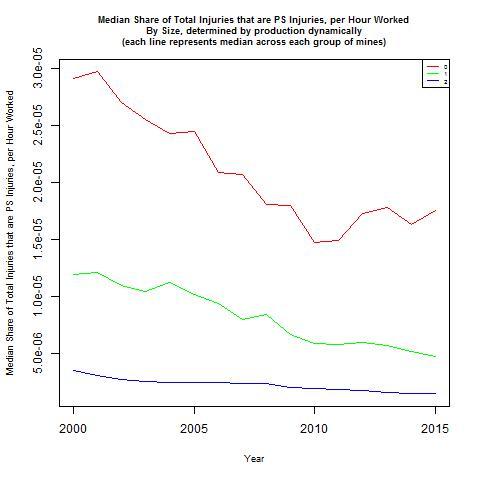 Median Share of Total Injuries that are PS Injuries, per Hour Worked
By Size, determined by production dynamically
(each line represents median across each group of mines)
0
1
2
Median Share of Total Injuries that are PS Injuries, per Hour Worked
3.0e-05
2.5e-05
2.0e-05
1.5e-05
1.0e-05
5.0e-06
2000
2005
2010
2015
Year